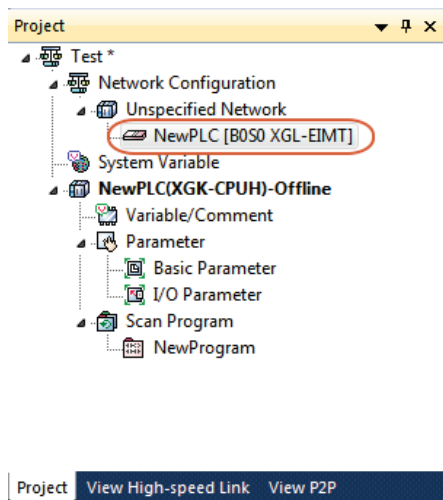 Project
Test *
Network Configuration
Unspecified Network
NewPLC [B0S0 XGL-EIMT]
System Variable
NewPLC(XGK-CPUH)-Offline
Variable/Comment
Parameter
Basic Parameter
I/O Parameter
Scan Program
NewProgram
Project View High-speed Link View P2P